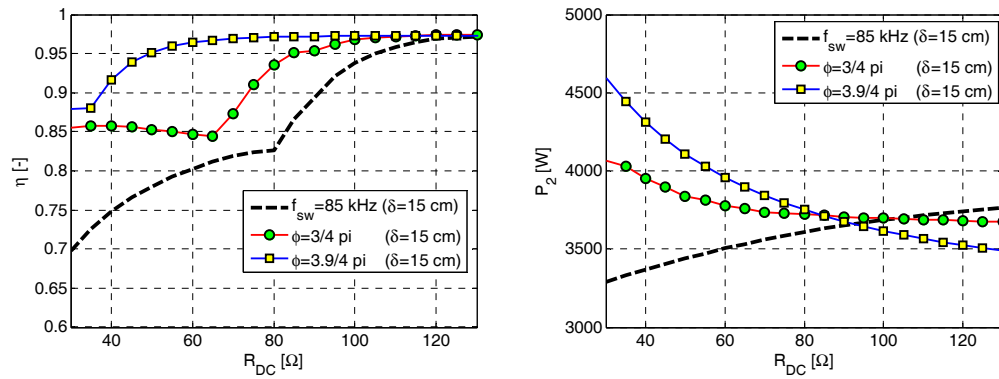 1
0.95
0.9
0.85
0.8
0.75
0.7
0.65
0.6
η [-]
f_sw=85 kHz (δ=15 cm)
ϕ=3/4 pi (δ=15 cm)
ϕ=3.9/4 pi (δ=15 cm)
40 60 80 100 120
R_DC [Ω]
5000
4500
4000
3500
3000
P_2 [W]
f_sw=85 kHz (δ=15 cm)
ϕ=3/4 pi (δ=15 cm)
ϕ=3.9/4 pi (δ=15 cm)
40 60 80 100 120
R_DC [Ω]